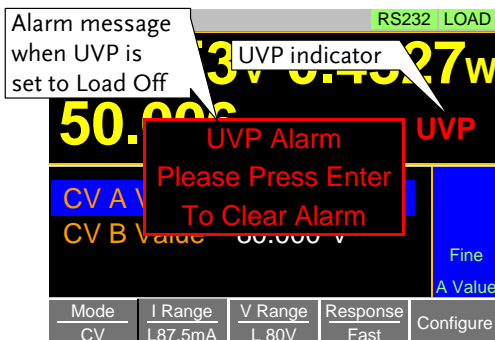 Alarm message
when UVP is
set to Load Off
UVP indicator
RS232 LOAD
50.
UVP
UVP Alarm
Please Press Enter
To Clear Alarm
CV A
CV B Value
V
Fine
A Value
Mode I Range V Range Response Configure
CV L87.5mA L 80V Fast